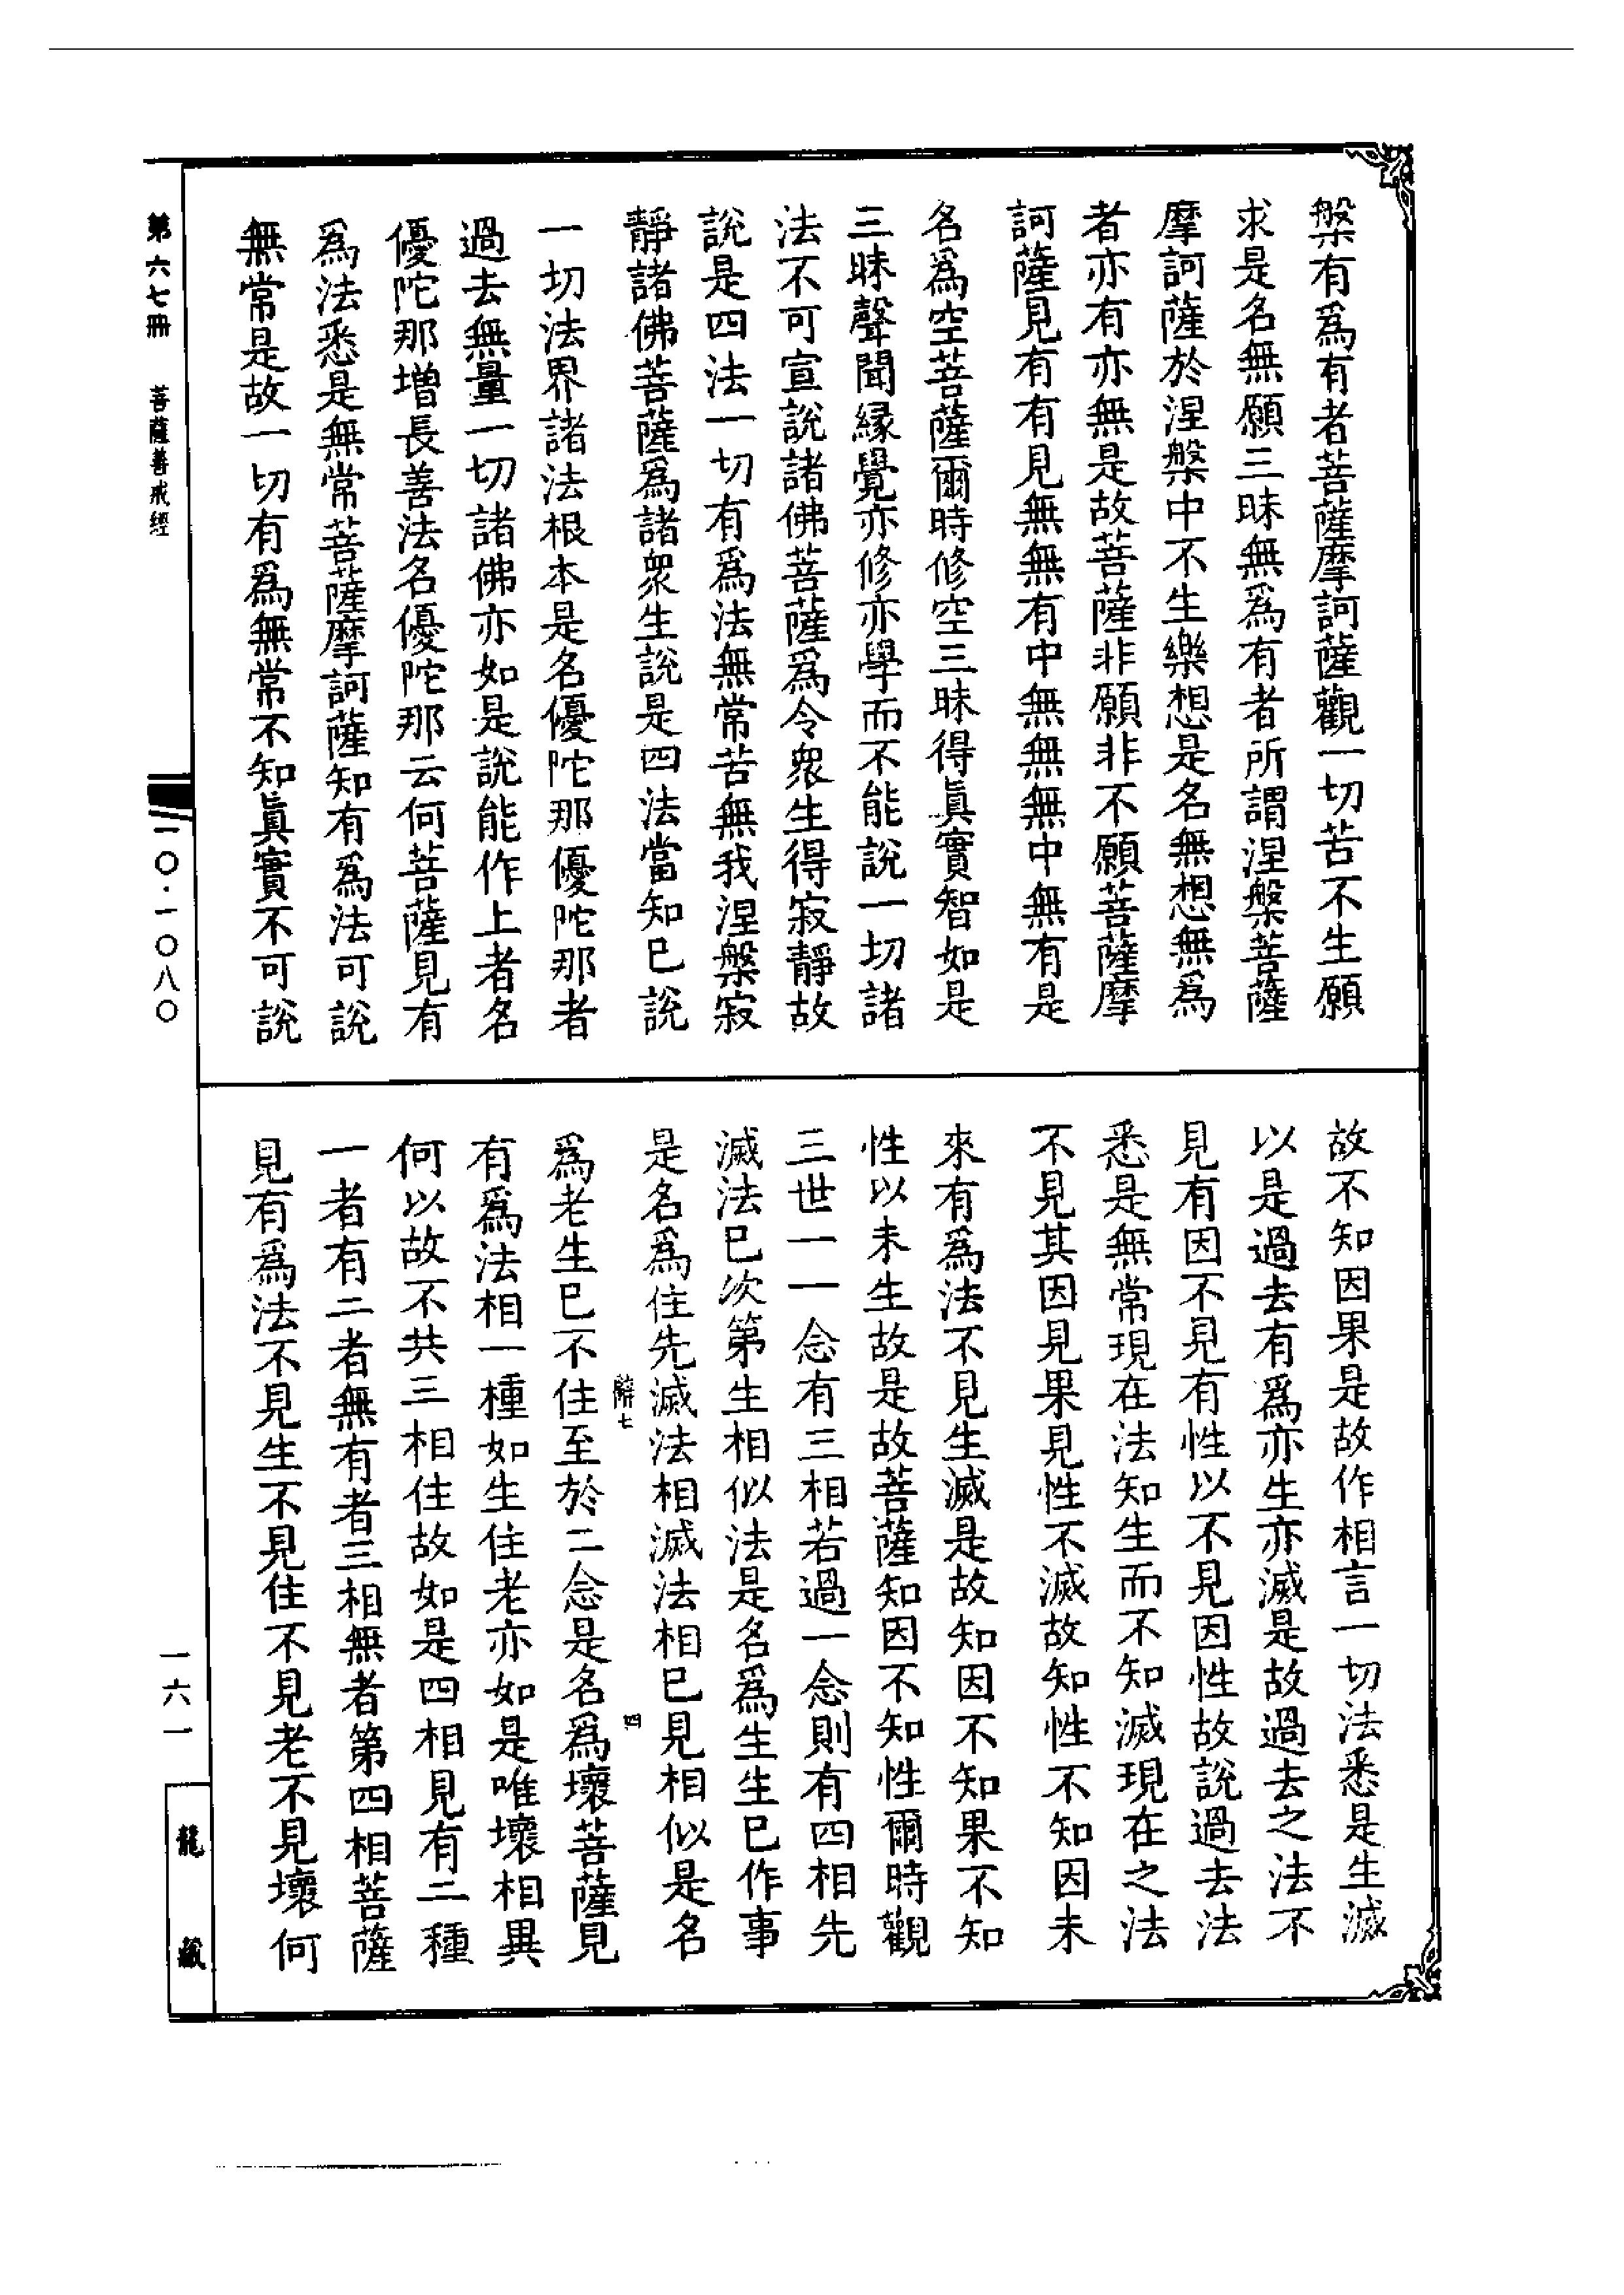 槃有爲有者菩薩摩訶薩觀一切苦不生願
求是名無願三昧無爲有者所謂涅槃菩薩
摩訶薩於涅槃中不生樂想是名無想無爲
者亦有亦無是故菩薩非願非不願菩薩摩
訶薩見有有見無無有中無無無中無有是
名爲空菩薩爾時修空三昧得眞實智如是
三昧聲聞緣覺亦修亦學而不能說一切諸
法不可宣說諸佛菩薩爲令衆生得寂靜故
說是四法一切有爲法無常苦無我涅槃寂
靜諸佛菩薩爲諸衆生說是四法當知已說
一切法界諸法根本是名優陀那優陀那者
過去無量一切諸佛亦如是說能作上者名
優陀那增長善法名優陀那云何菩薩見有
爲法悉是無常菩薩摩訶薩知有爲法可說
無常是故一切有爲無常不知眞實不可說
故不知因果是故作相言一切法悉是生滅
以是過去有爲亦生亦滅是故過去之法不
見有因不見有性以不見因性故說過去法
悉是無常現在法知生而不知滅現在之法
不見其因見果見性不滅故知性不知因未
來有爲法不見生滅是故知因不知果不知
性以未生故是故菩薩知因不知性爾時觀
三世一一念有三相若過一念則有四相先
滅法已次第生相似法是名爲生生已作事
是名爲住先滅法相滅法相已見相似是名
爲老生已不住至於二念是名爲壞菩薩見
有爲法相一種如生住老亦如是唯壞相異
何以故不共三相住故如是四相見有二種
一者有二者無有者三相無者第四相菩薩
見有爲法不見生不見住不見老不見壞何
七
四
第六七冊 菩薩善戒經
一〇·一〇八〇
一六一
龍藏